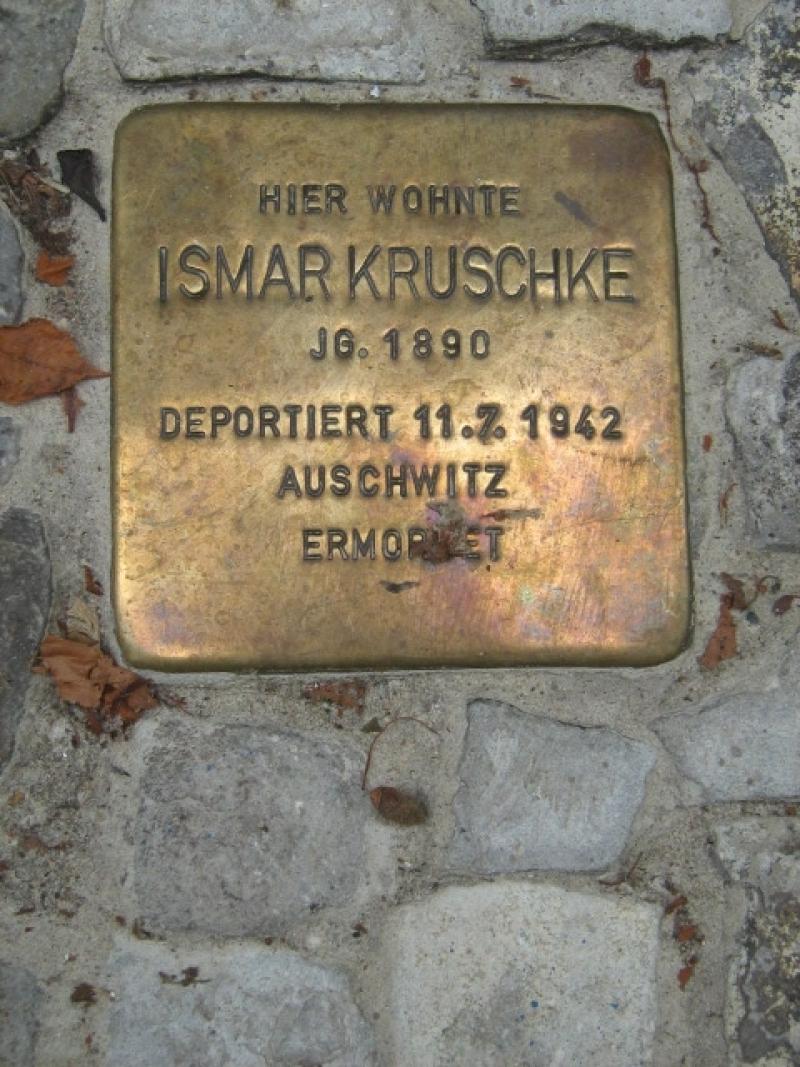 HIER WOHNTE
ISMAR KRUSCHKE
JG. 1890
DEPORTIERT 11.7.1942
AUSCHWITZ
ERMORDET